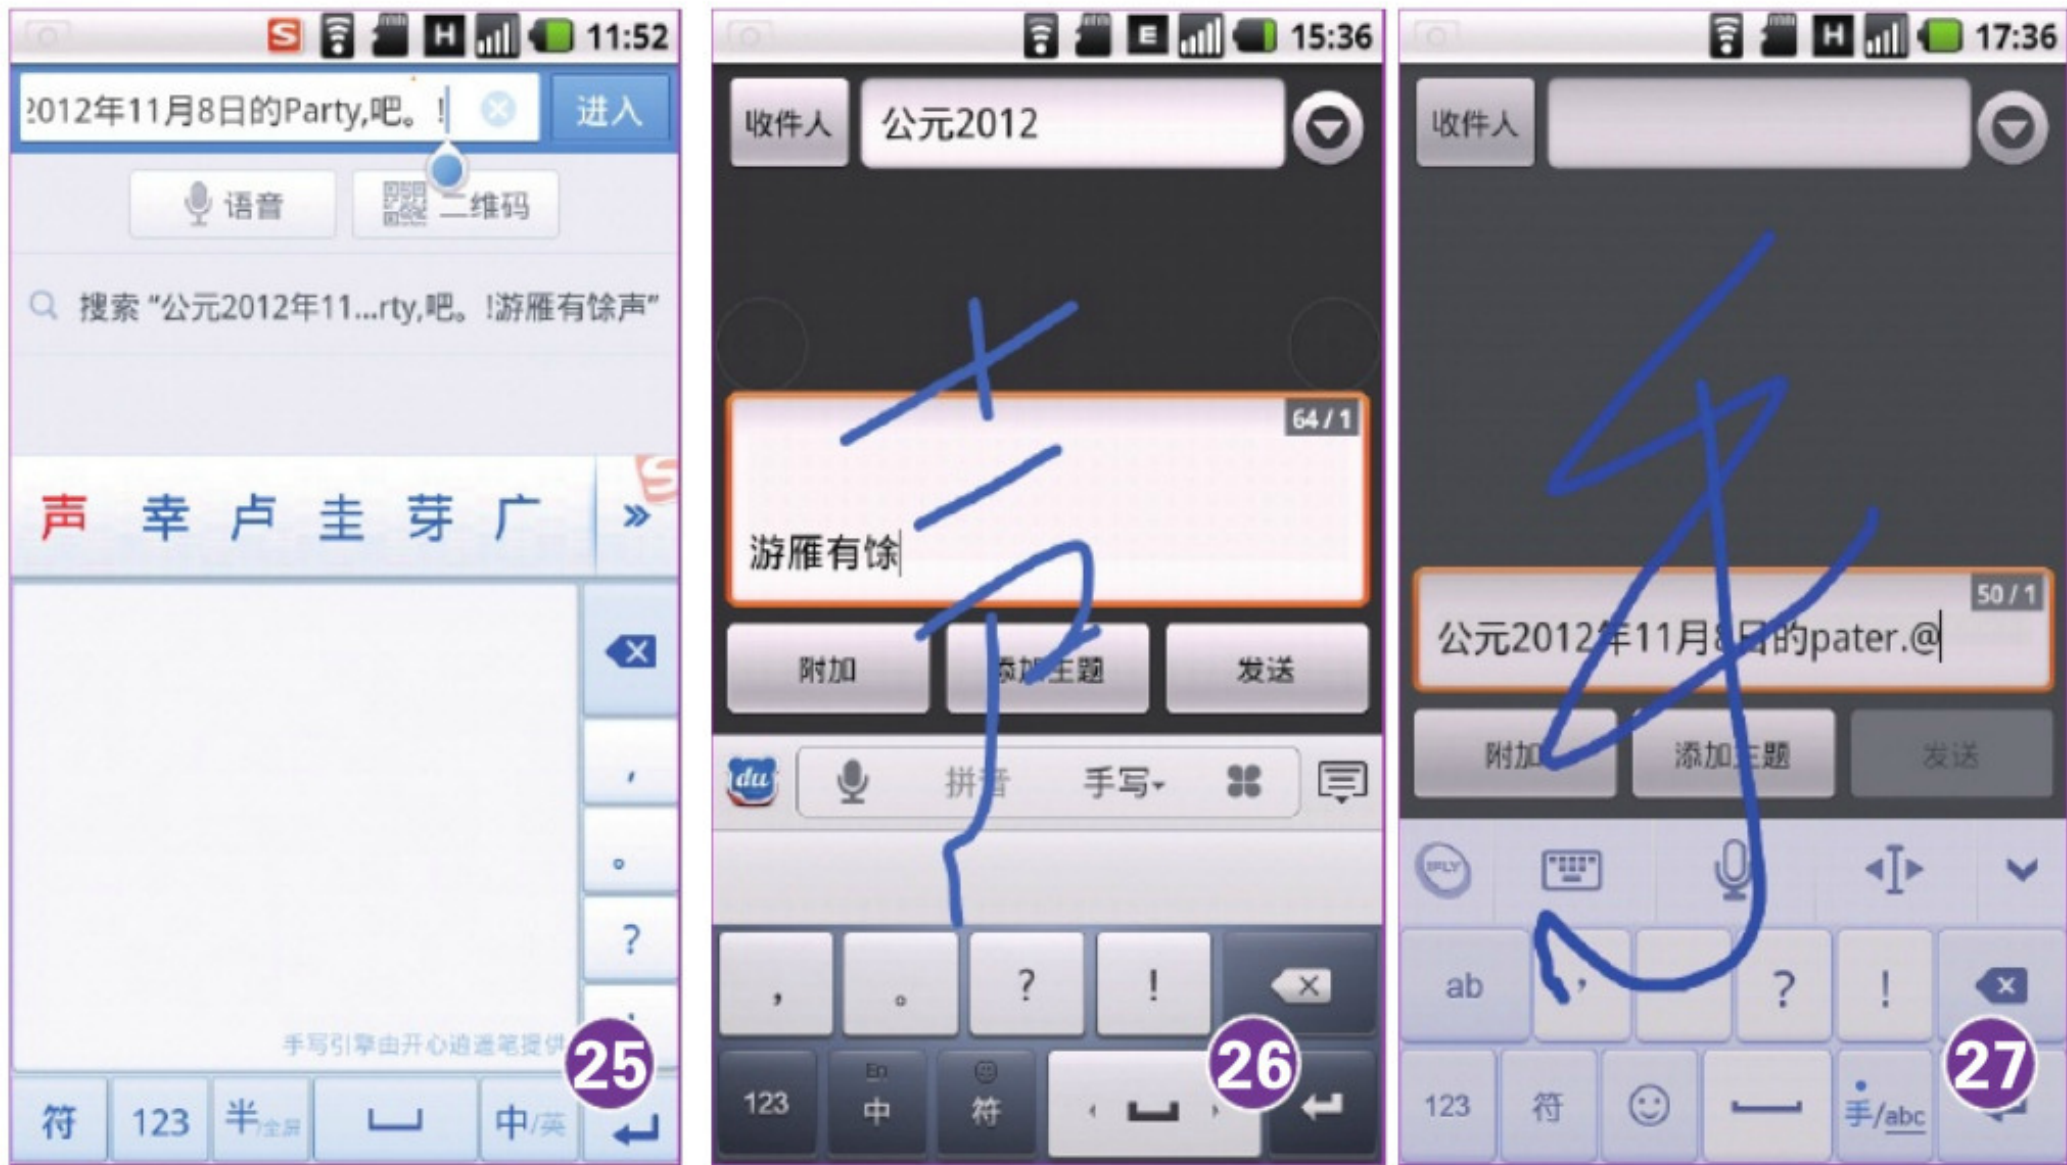 S H 11:52
2012年11月8日的Party,吧。!
进入
语音
二维码
搜索 “公元2012年11...rty,吧。!游雁有馀声”
声 幸 卢 圭 芽 广 »
,
。
?
手写引擎由开心逍遥笔提供
25
符 123 半/全屏 中/英
E 15:36
收件人 公元2012
64 / 1
游雁有馀
附加 添加主题 发送
du 拼音 手写
, 。 ? !
26
123 En 中 符
H 17:36
收件人
50 / 1
公元2012年11月8日的pater.@
附加 添加主题 发送
iFLY
ab , ? !
27
123 符 手/abc